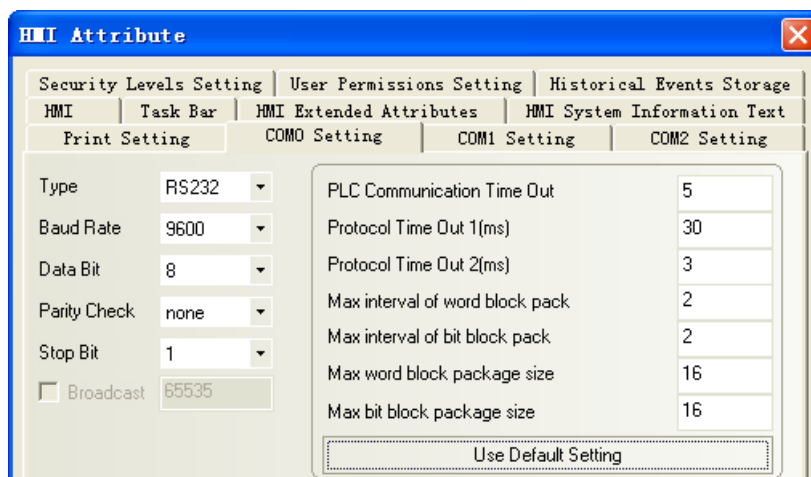 HMI Attribute
Security Levels Setting User Permissions Setting Historical Events Storage
HMI Task Bar HMI Extended Attributes HMI System Information Text
Print Setting COM0 Setting COM1 Setting COM2 Setting
Type RS232
Baud Rate 9600
Data Bit 8
Parity Check none
Stop Bit 1
Broadcast 65535
PLC Communication Time Out 5
Protocol Time Out 1(ms) 30
Protocol Time Out 2(ms) 3
Max interval of word block pack 2
Max interval of bit block pack 2
Max word block package size 16
Max bit block package size 16
Use Default Setting